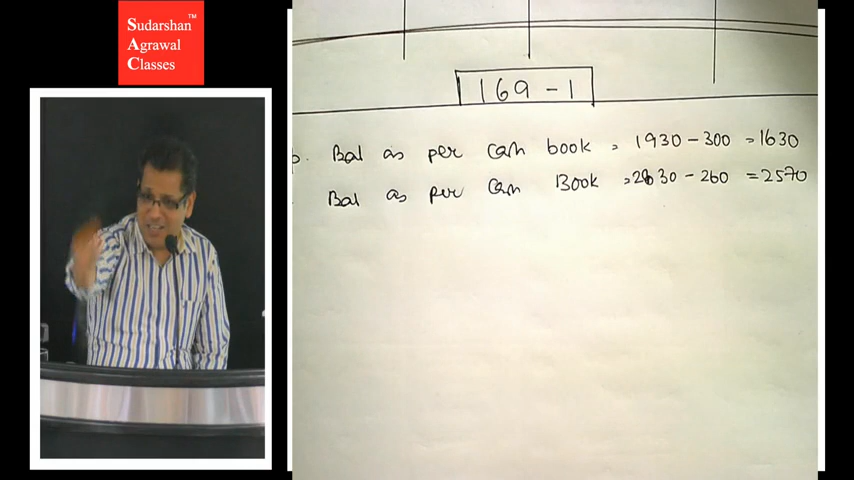 Sudarshan™
Agrawal
Classes
169-1
b. Bal as per cash book = 1930 - 300 = 1630
Bal as per cash Book = 2830 - 260 = 2570